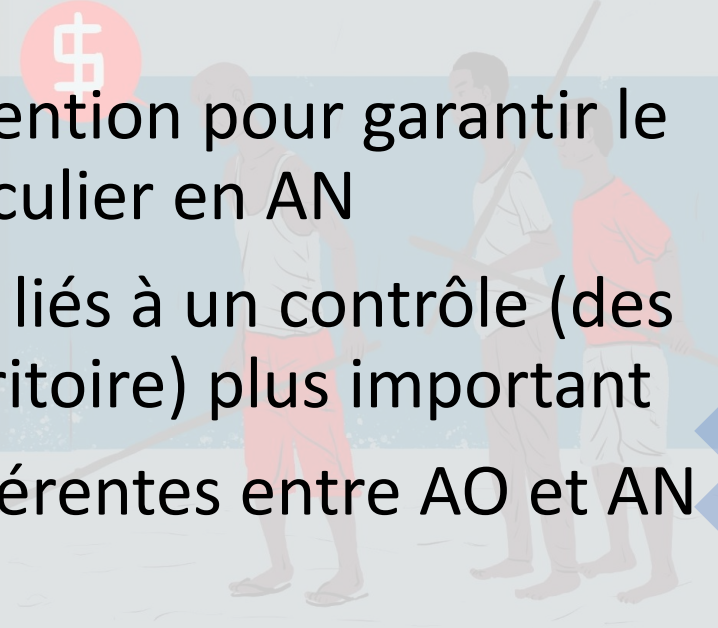 $
ention pour garantir le
culier en AN
liés à un contrôle (des
ritoire) plus important
érentes entre AO et AN